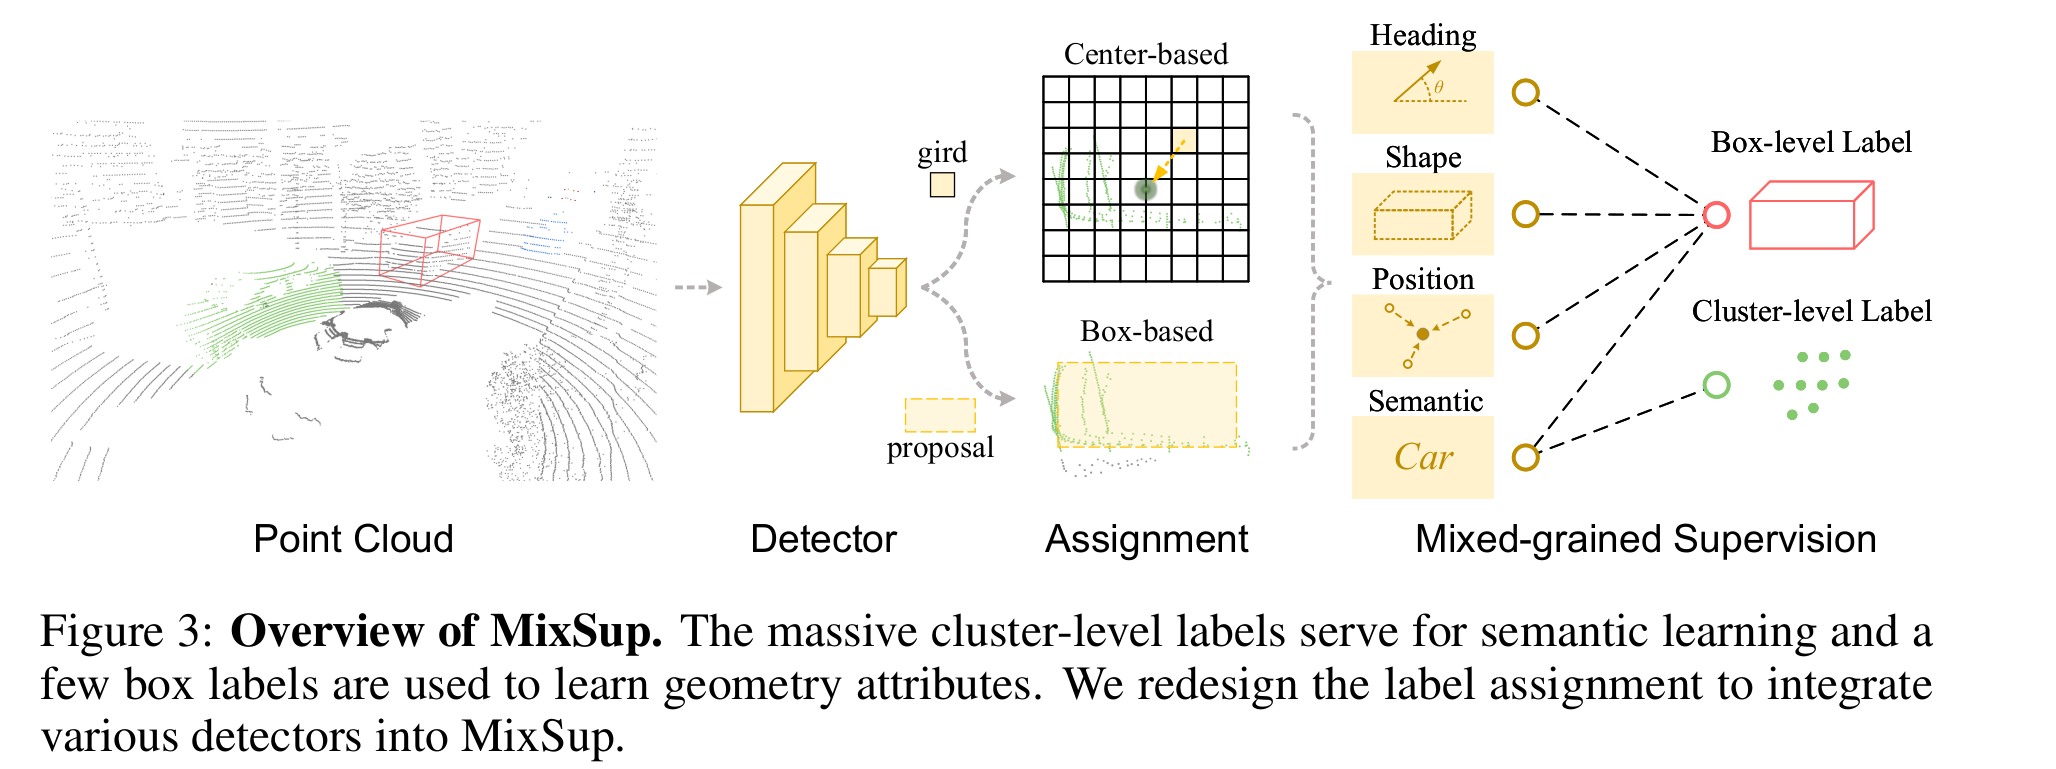 Center-based
gird
Box-based
proposal
Heading
θ
Shape
Position
Semantic
Car
Box-level Label
Cluster-level Label
Point Cloud
Detector
Assignment
Mixed-grained Supervision
Figure 3: Overview of MixSup. The massive cluster-level labels serve for semantic learning and a
few box labels are used to learn geometry attributes. We redesign the label assignment to integrate
various detectors into MixSup.